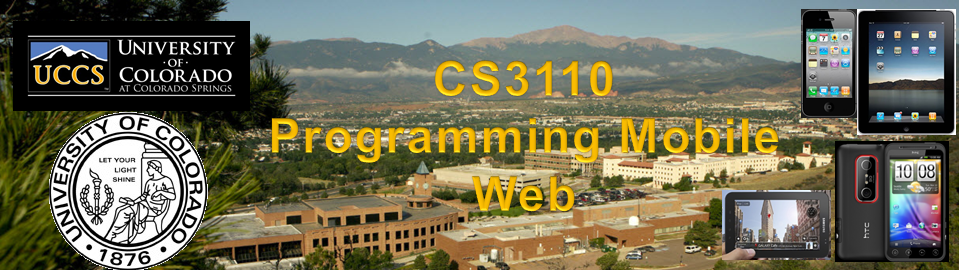 UCCS
UNIVERSITY
OF
COLORADO
AT COLORADO SPRINGS
CS3110
Programming Mobile
Web
UNIVERSITY OF COLORADO
LET YOUR
LIGHT
SHINE
1876
10 08
hTC